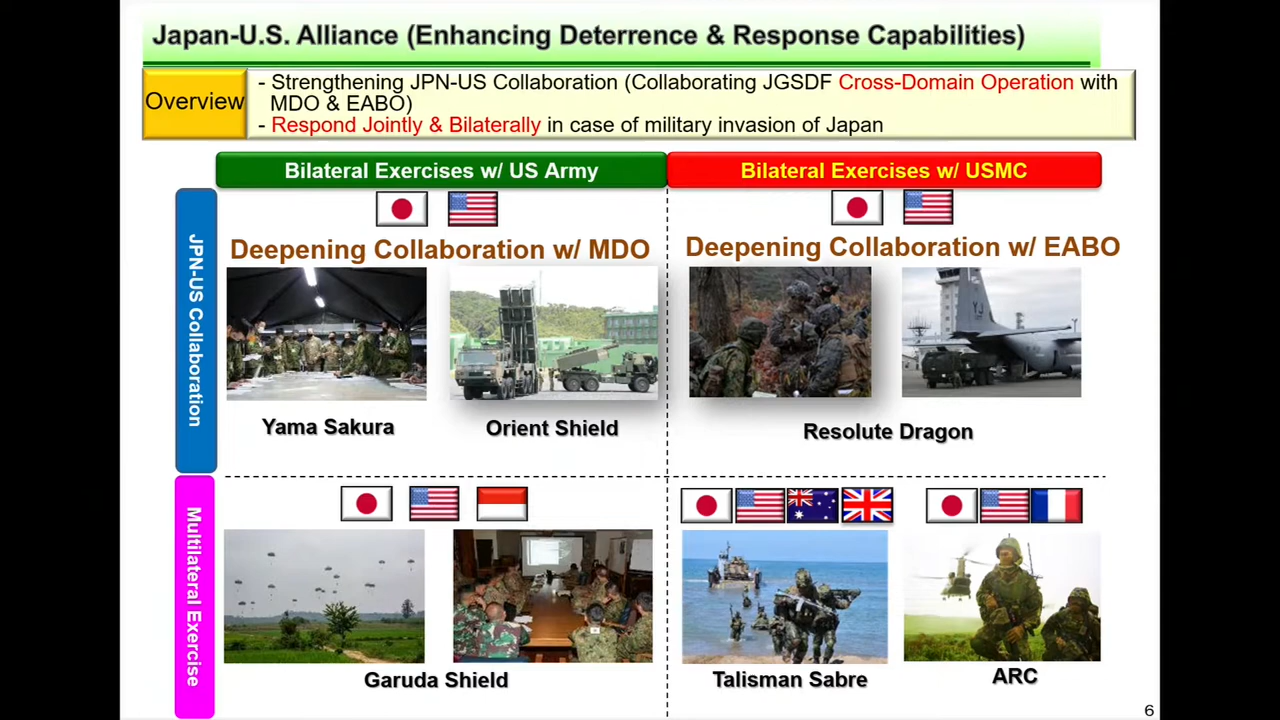 Japan-U.S. Alliance (Enhancing Deterrence & Response Capabilities)
Overview
- Strengthening JPN-US Collaboration (Collaborating JGSDF Cross-Domain Operation with
MDO & EABO)
- Respond Jointly & Bilaterally in case of military invasion of Japan
Bilateral Exercises w/ US Army
Bilateral Exercises w/ USMC
JPN-US Collaboration
Deepening Collaboration w/ MDO
Deepening Collaboration w/ EABO
YJ
Yama Sakura
Orient Shield
Resolute Dragon
Multilateral Exercise
Garuda Shield
Talisman Sabre
ARC
6